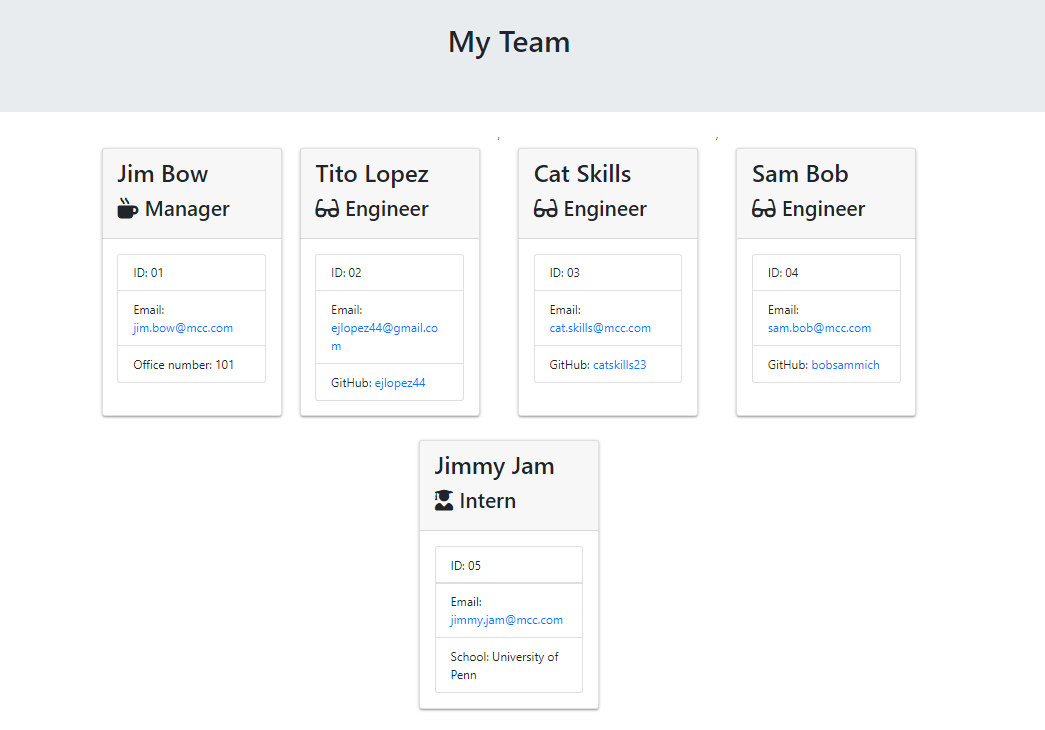 My Team
, ,
Jim Bow
Manager
ID: 01
Email:
jim.bow@mcc.com
Office number: 101
Tito Lopez
Engineer
ID: 02
Email:
ejlopez44@gmail.co
m
GitHub: ejlopez44
Cat Skills
Engineer
ID: 03
Email:
cat.skills@mcc.com
GitHub: catskills23
Sam Bob
Engineer
ID: 04
Email:
sam.bob@mcc.com
GitHub: bobsammich
Jimmy Jam
Intern
ID: 05
Email:
jimmy.jam@mcc.com
School: University of
Penn